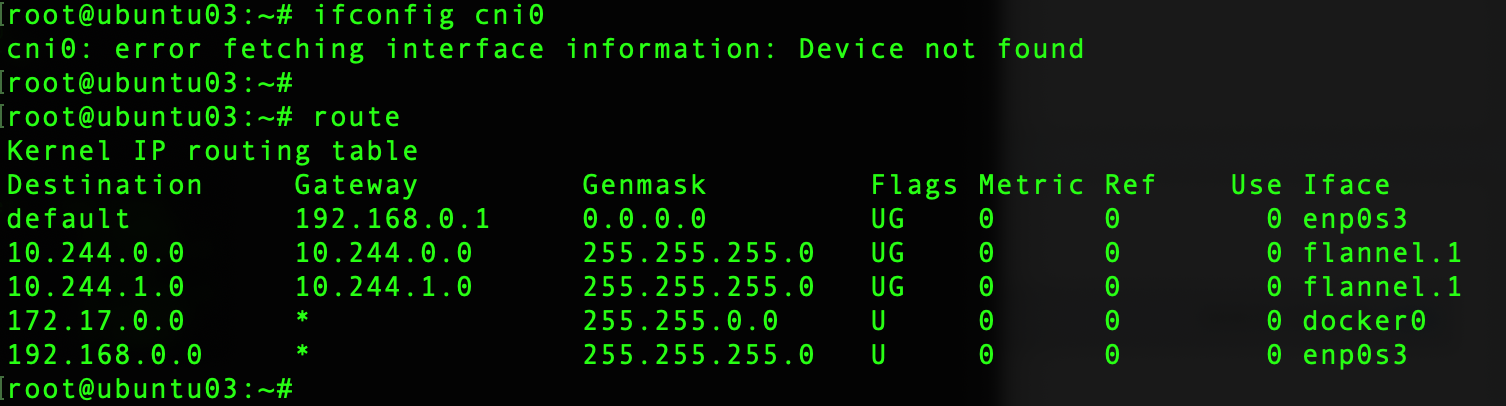 [root@ubuntu03:~# ifconfig cni0
cni0: error fetching interface information: Device not found
[root@ubuntu03:~#
[root@ubuntu03:~# route
Kernel IP routing table
Destination     Gateway         Genmask         Flags Metric Ref    Use Iface
default         192.168.0.1     0.0.0.0         UG    0      0        0 enp0s3
10.244.0.0      10.244.0.0      255.255.255.0   UG    0      0        0 flannel.1
10.244.1.0      10.244.1.0      255.255.255.0   UG    0      0        0 flannel.1
172.17.0.0      *               255.255.0.0     U     0      0        0 docker0
192.168.0.0     *               255.255.255.0   U     0      0        0 enp0s3
[root@ubuntu03:~#